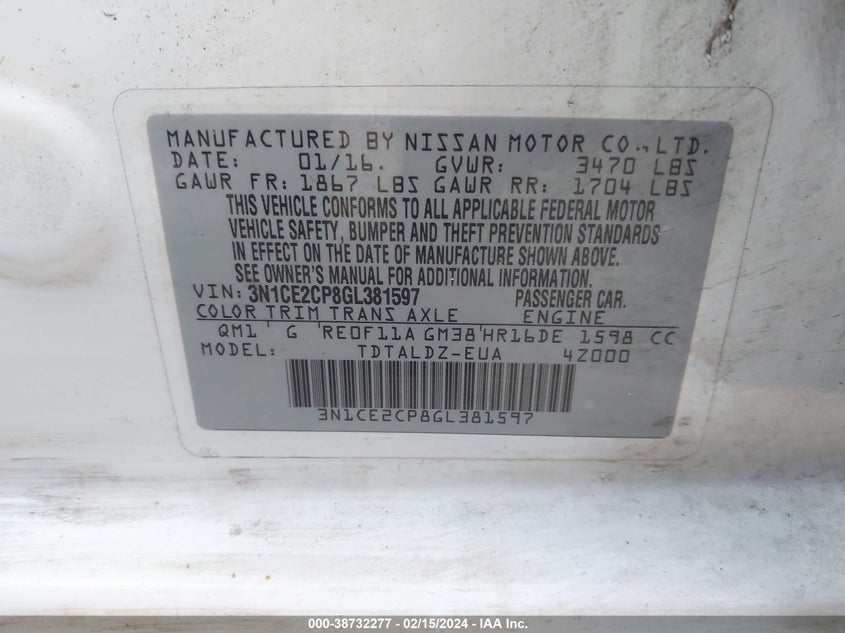 MANUFACTURED BY NISSAN MOTOR CO., LTD.
DATE: 01/16. GVWR: 3470 LBS
GAWR FR: 1867 LBS GAWR RR: 1704 LBS
THIS VEHICLE CONFORMS TO ALL APPLICABLE FEDERAL MOTOR
VEHICLE SAFETY, BUMPER AND THEFT PREVENTION STANDARDS
IN EFFECT ON THE DATE OF MANUFACTURE SHOWN ABOVE.
SEE OWNER'S MANUAL FOR ADDITIONAL INFORMATION.
VIN: 3N1CE2CP8GL381597 PASSENGER CAR.
COLOR TRIM TRANS AXLE ENGINE
QM1 G RE0F11A GM38 HR16DE 1598 CC
MODEL: TDTALDZ-EUA 4Z000
3N1CE2CP8GL381597
000-38732277 - 02/15/2024 - IAAI Inc.